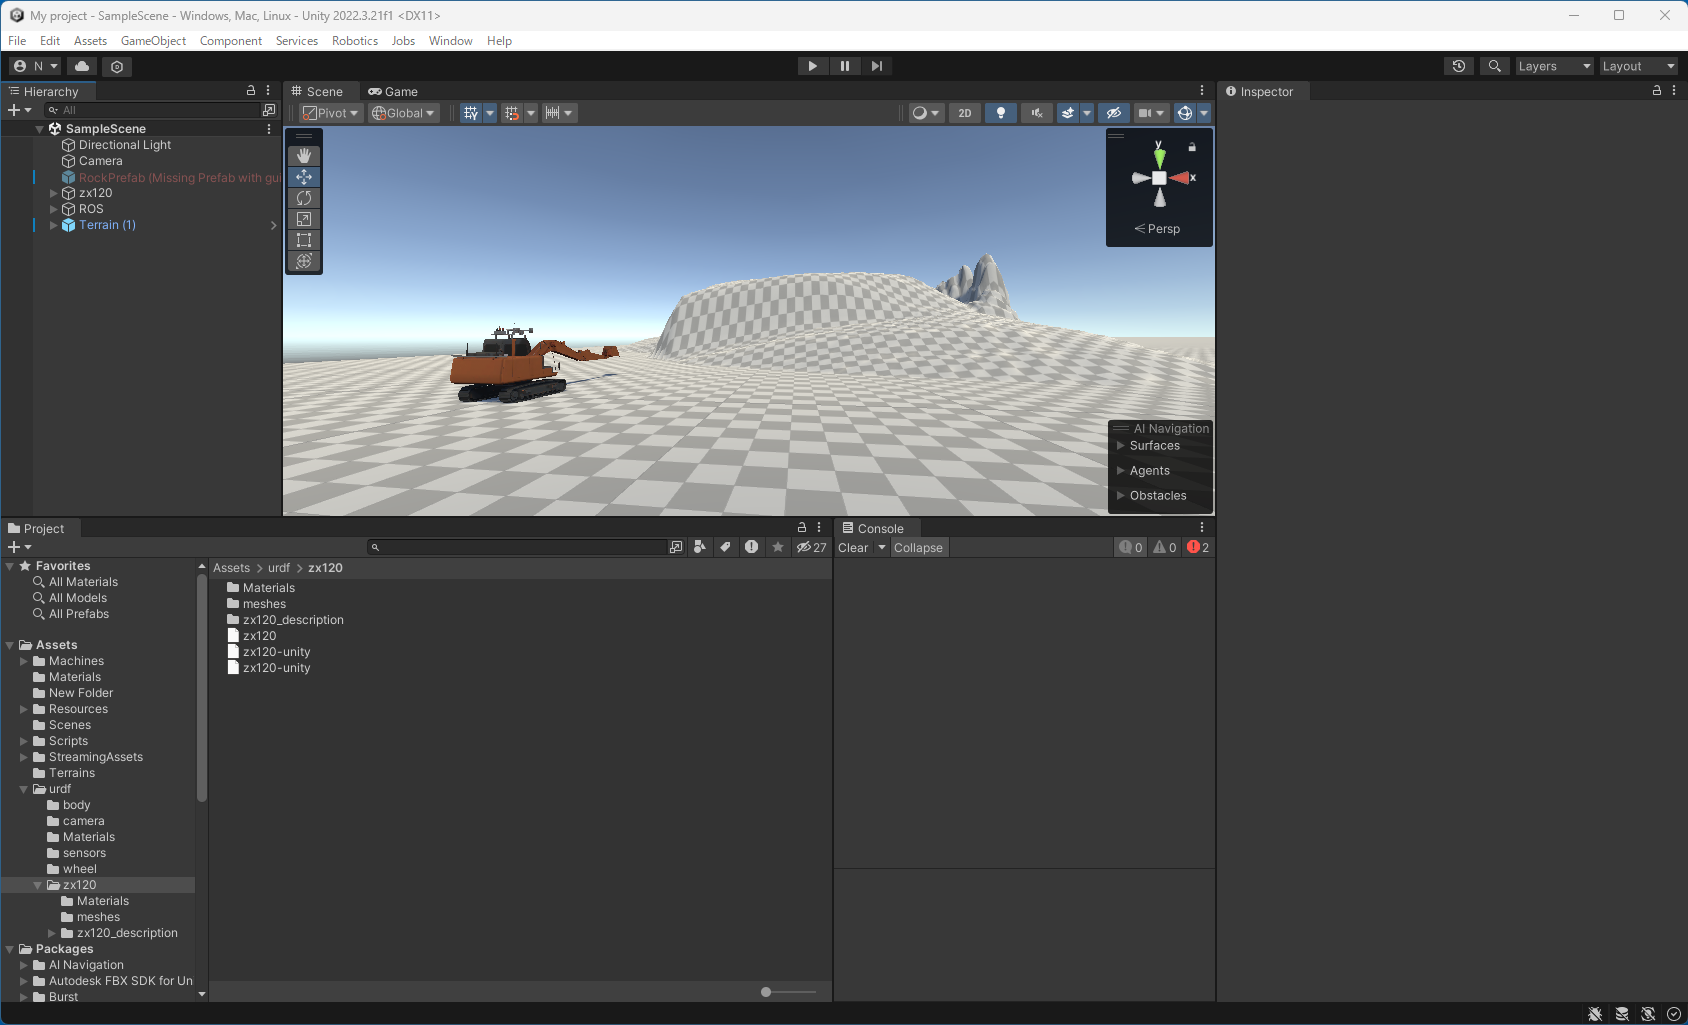 My project - SampleScene - Windows, Mac, Linux - Unity 2022.3.21f1 <DX11>
File Edit Assets GameObject Component Services Robotics Jobs Window Help
N
Layers
Layout
Hierarchy
All
SampleScene
Directional Light
Camera
RockPrefab (Missing Prefab with gui
zx120
ROS
Terrain (1)
Scene
Game
Pivot
Global
2D
y
x
Persp
AI Navigation
Surfaces
Agents
Obstacles
Inspector
Project
27
Favorites
All Materials
All Models
All Prefabs
Assets
Machines
Materials
New Folder
Resources
Scenes
Scripts
StreamingAssets
Terrains
urdf
body
camera
Materials
sensors
wheel
zx120
Materials
meshes
zx120_description
Packages
AI Navigation
Autodesk FBX SDK for Un
Burst
Assets > urdf > zx120
Materials
meshes
zx120_description
zx120
zx120-unity
zx120-unity
Console
Clear
Collapse
0
0
2